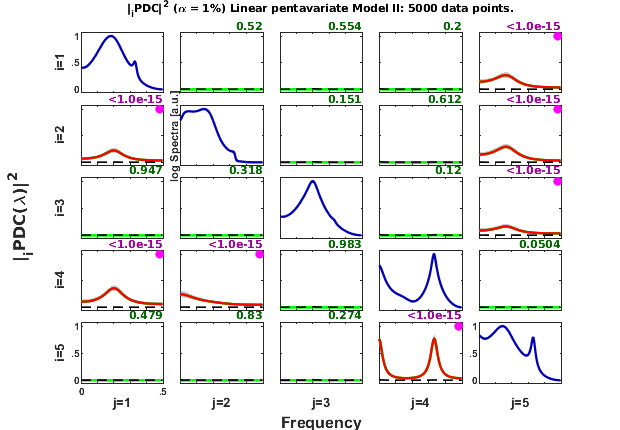 |ᵢPDC|² (α = 1%) Linear pentavariate Model II: 5000 data points.
0.52 0.554 0.2 <1.0e-15
i=1 1 .5 0
<1.0e-15 0.151 0.612 <1.0e-15
i=2
log Spectra [a.u.]
0.947 0.318 0.12 <1.0e-15
i=3
|ᵢPDC(λ)|²
<1.0e-15 <1.0e-15 0.983 0.0504
i=4
0.479 0.83 0.274 <1.0e-15
i=5 1 .5 0
0 .5
j=1 j=2 j=3 j=4 j=5
Frequency